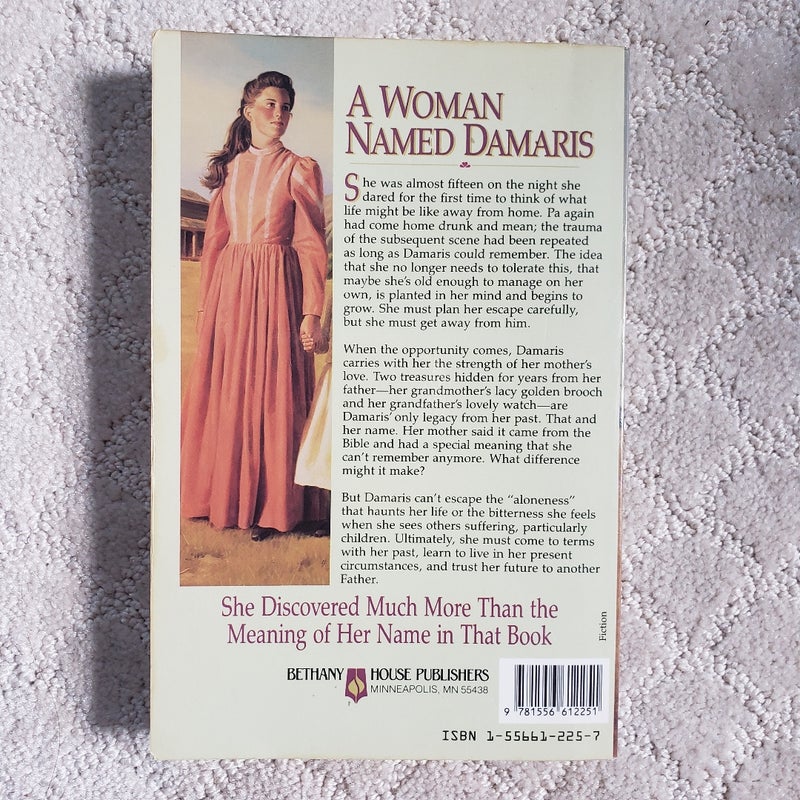 A WOMAN
NAMED DAMARIS
She was almost fifteen on the night she
dared for the first time to think of what
life might be like away from home. Pa again
had come home drunk and mean; the trauma
of the subsequent scene had been repeated
as long as Damaris could remember. The idea
that she no longer needs to tolerate this, that
maybe she's old enough to manage on her
own, is planted in her mind and begins to
grow. She must plan her escape carefully,
but she must get away from him.
When the opportunity comes, Damaris
carries with her the strength of her mother's
love. Two treasures hidden for years from her
father—her grandmother's lacy golden brooch
and her grandfather's lovely watch—are
Damaris' only legacy from her past. That and
her name. Her mother said it came from the
Bible and had a special meaning that she
can't remember anymore. What difference
might it make?
But Damaris can't escape the "aloneness"
that haunts her life or the bitterness she feels
when she sees others suffering, particularly
children. Ultimately, she must come to terms
with her past, learn to live in her present
circumstances, and trust her future to another
Father.
She Discovered Much More Than the
Meaning of Her Name in That Book
Fiction
BETHANY HOUSE PUBLISHERS
MINNEAPOLIS, MN 55438
9 781556 612251
ISBN 1-55661-225-7